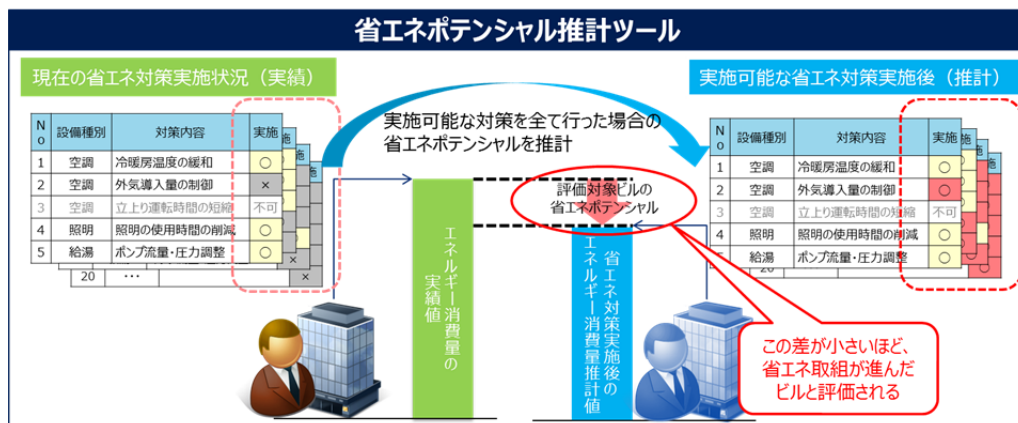 省エネポテンシャル推計ツール
現在の省エネ対策実施状況（実績）
実施可能な省エネ対策実施後（推計）
実施可能な対策を全て行った場合の
省エネポテンシャルを推計
No 設備種別 対策内容 実施
1 空調 冷暖房温度の緩和 ○
2 空調 外気導入量の制御 ×
3 空調 立上り運転時間の短縮 不可
4 照明 照明の使用時間の削減 ○
5 給湯 ポンプ流量・圧力調整 ○
20 … ×
エネルギー消費量の
実績値
評価対象ビルの
省エネポテンシャル
省エネ対策実施後の
エネルギー消費量推計値
No 設備種別 対策内容 実施
1 空調 冷暖房温度の緩和 ○
2 空調 外気導入量の制御 ○
3 空調 立上り運転時間の短縮 不可
4 照明 照明の使用時間の削減 ○
5 給湯 ポンプ流量・圧力調整 ○
20 …
この差が小さいほど、
省エネ取組が進んだ
ビルと評価される